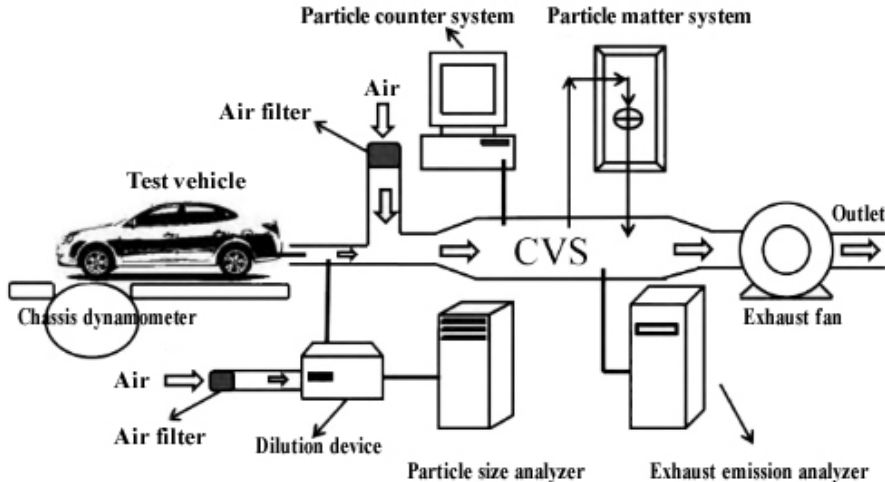 Particle counter system
Particle matter system
Air
Air filter
Test vehicle
Outlet
CVS
Chassis dynamometer
Exhaust fan
Air
Air filter
Dilution device
Particle size analyzer
Exhaust emission analyzer